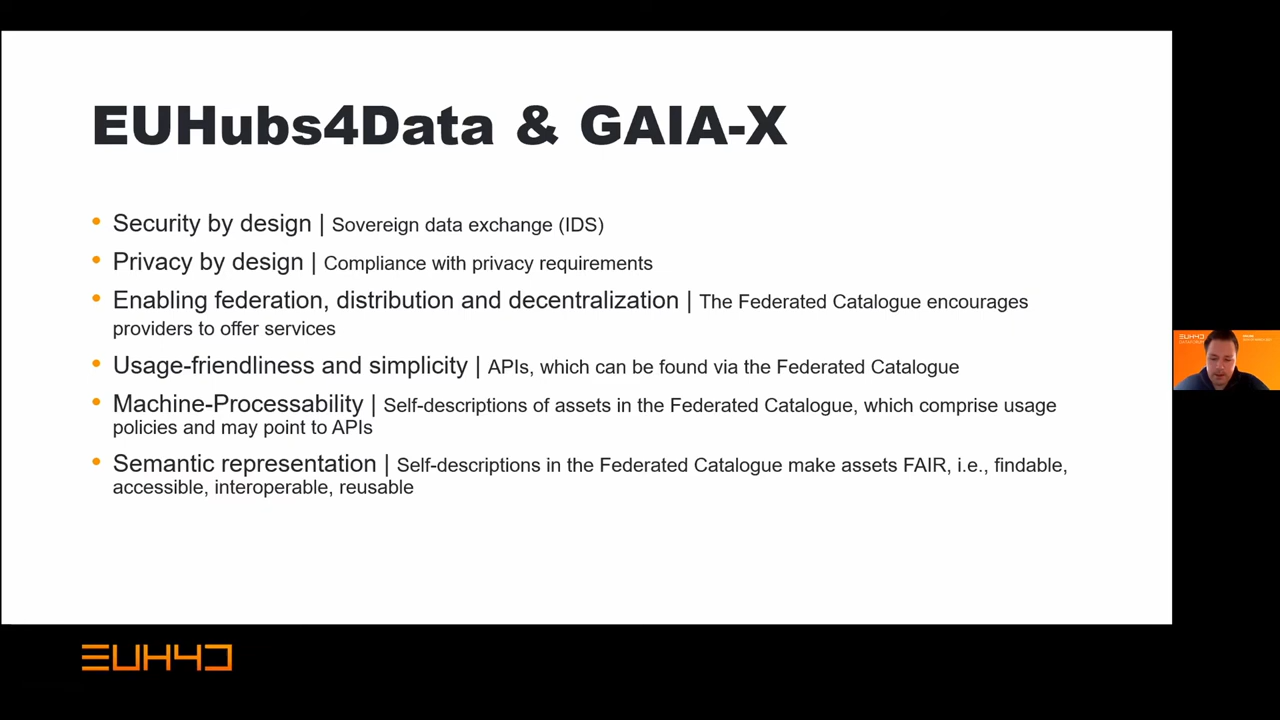 EUHubs4Data & GAIA-X
• Security by design | Sovereign data exchange (IDS)
• Privacy by design | Compliance with privacy requirements
• Enabling federation, distribution and decentralization | The Federated Catalogue encourages
providers to offer services
• Usage-friendliness and simplicity | APIs, which can be found via the Federated Catalogue
• Machine-Processability | Self-descriptions of assets in the Federated Catalogue, which comprise usage
policies and may point to APIs
• Semantic representation | Self-descriptions in the Federated Catalogue make assets FAIR, i.e., findable,
accessible, interoperable, reusable
EUH4D
EUH4D